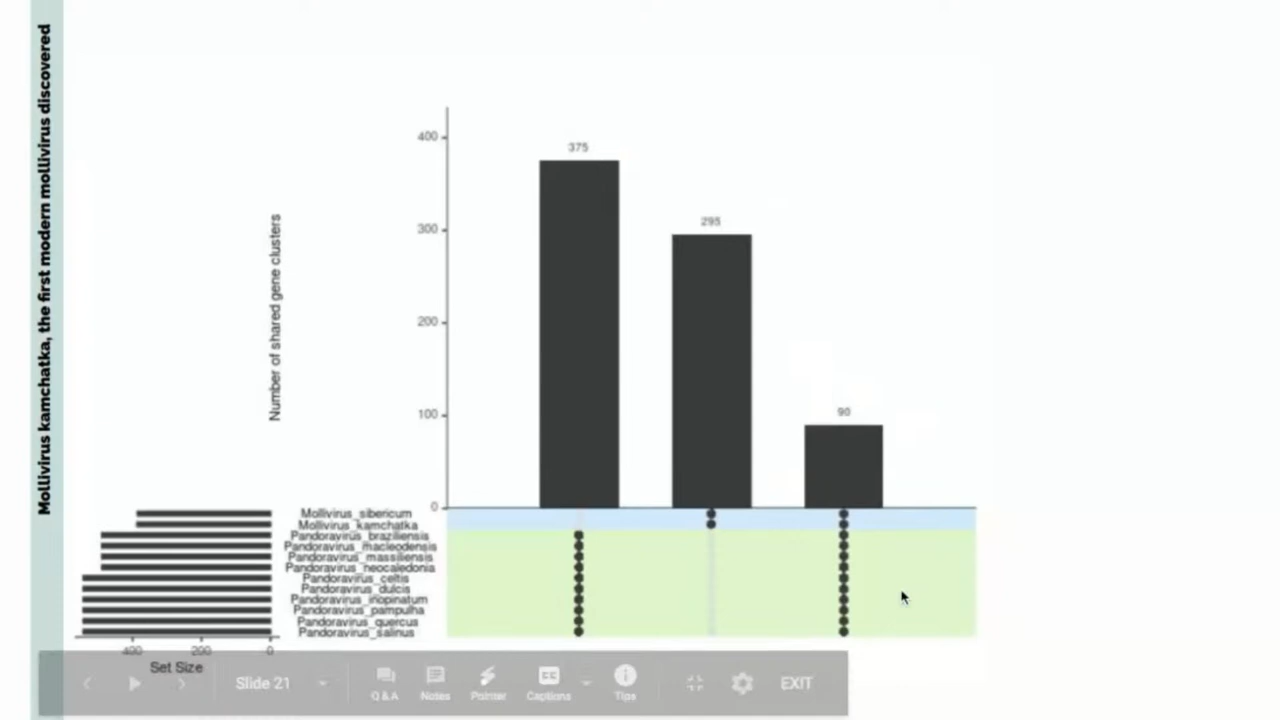 Mollivirus kamchatka, the first modern mollivirus discovered
Number of shared gene clusters
400
300
200
100
0
375
295
90
Mollivirus_sibericum
Mollivirus_kamchatka
Pandoravirus_braziliensis
Pandoravirus_macleodensis
Pandoravirus_massiliensis
Pandoravirus_neocaledonia
Pandoravirus_celtis
Pandoravirus_dulcis
Pandoravirus_inopinatum
Pandoravirus_pampulha
Pandoravirus_quercus
Pandoravirus_salinus
400 200 0
Set Size
Slide 21
Q & A
Notes
Pointer
Captions
Tips
EXIT